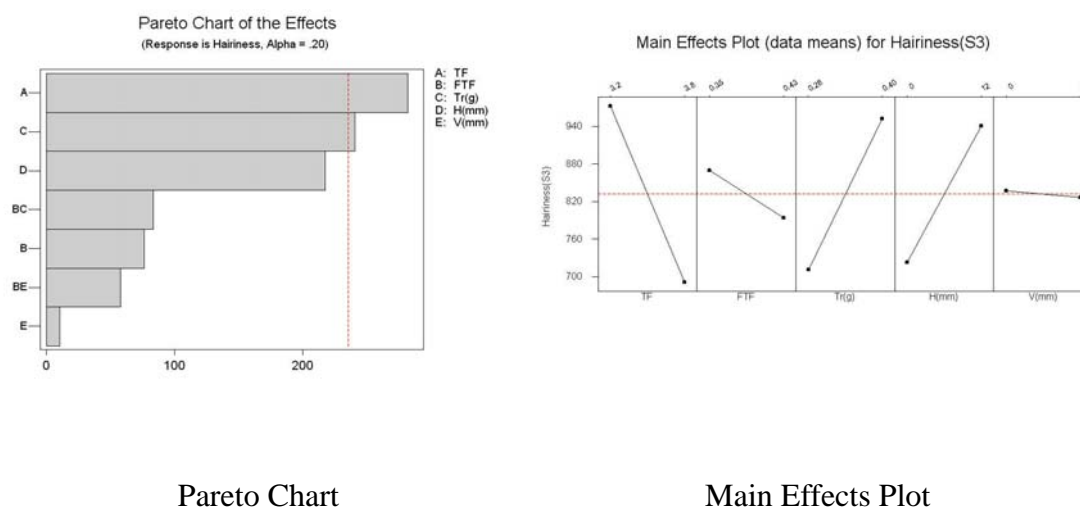 Pareto Chart of the Effects
(Response is Hairiness, Alpha = .20)
A: TF
B: FTF
C: Tr(g)
D: H(mm)
E: V(mm)
A
C
D
BC
B
BE
E
0 100 200
Main Effects Plot (data means) for Hairiness(S3)
3.2 3.8 0.35 0.43 0.28 0.40 0 12 0
Hairiness(S3)
940
880
820
760
700
TF FTF Tr(g) H(mm) V(mm)
Pareto Chart Main Effects Plot